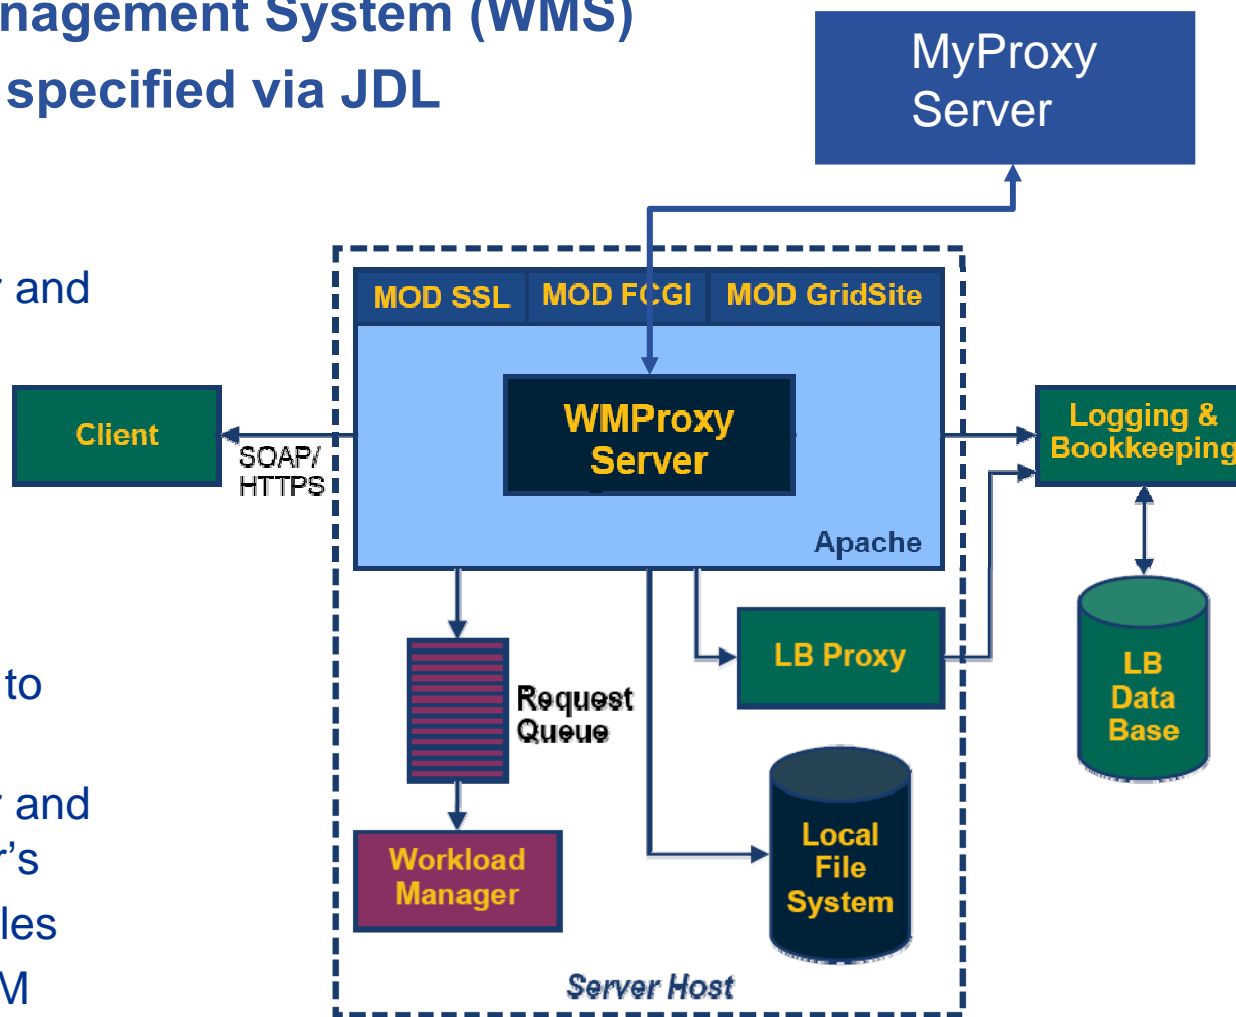 nagement System (WMS)
specified via JDL
MyProxy
Server
r and
MOD SSL
MOD FCGI
MOD GridSite
Client
SOAP/
HTTPS
WMProxy
Server
Logging &
Bookkeeping
Apache
to
Request
Queue
LB Proxy
LB
Data
Base
r and
r's
les
M
Workload
Manager
Local
File
System
Server Host